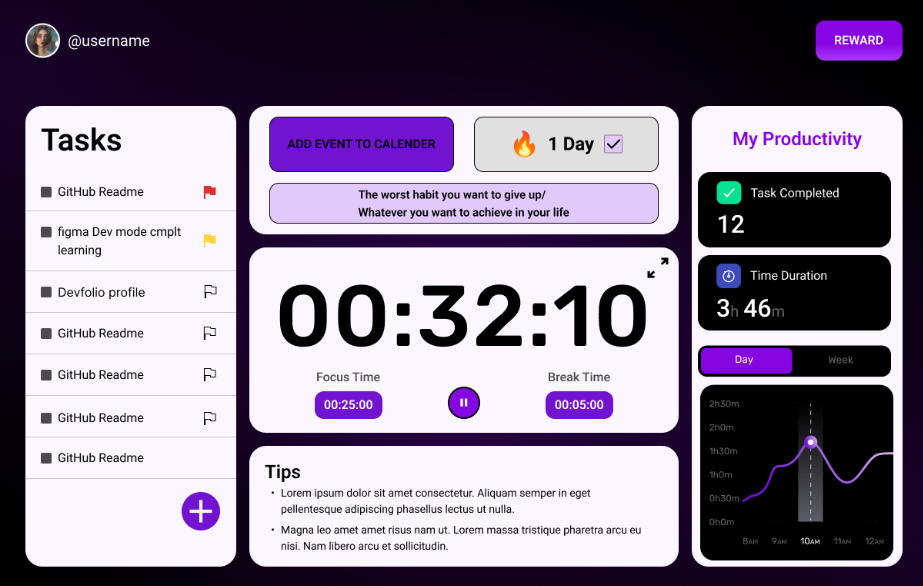 @username
REWARD
Tasks
GitHub Readme
figma Dev mode cmplt
learning
Devfolio profile
GitHub Readme
GitHub Readme
GitHub Readme
GitHub Readme
ADD EVENT TO CALENDER
1 Day
The worst habit you want to give up/
Whatever you want to achieve in your life
00:32:10
Focus Time
00:25:00
Break Time
00:05:00
Tips
• Lorem ipsum dolor sit amet consectetur. Aliquam semper in eget
pellentesque adipiscing phasellus lectus ut nulla.
• Magna leo amet amet risus nam ut. Lorem massa tristique pharetra arcu eu
nisi. Nam libero arcu et sollicitudin.
My Productivity
Task Completed
12
Time Duration
3h 46m
Day
Week
2h30m
2h0m
1h30m
1h0m
0h30m
0h0m
8AM 9AM 10AM 11AM 12AM